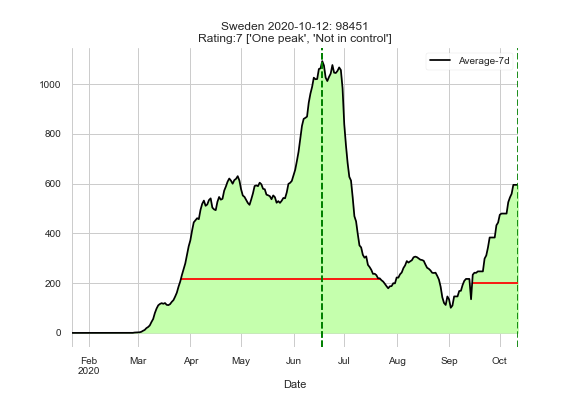 Sweden 2020-10-12: 98451
Rating:7 ['One peak', 'Not in control']
Average-7d
1000
800
600
400
200
0
Feb Mar Apr May Jun Jul Aug Sep Oct
2020
Date